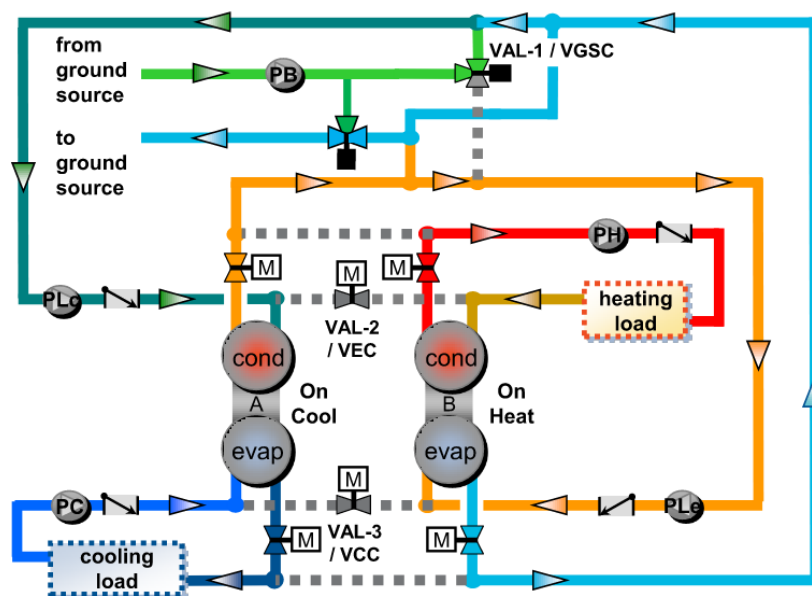 from
ground
source
PB
VAL-1 / VGSC
to
ground
source
PH
M
M
M
PLc
VAL-2
/ VEC
heating
load
cond
cond
A
On
Cool
B
On
Heat
evap
evap
M
PC
PLe
M
VAL-3
/ VCC
M
cooling
load